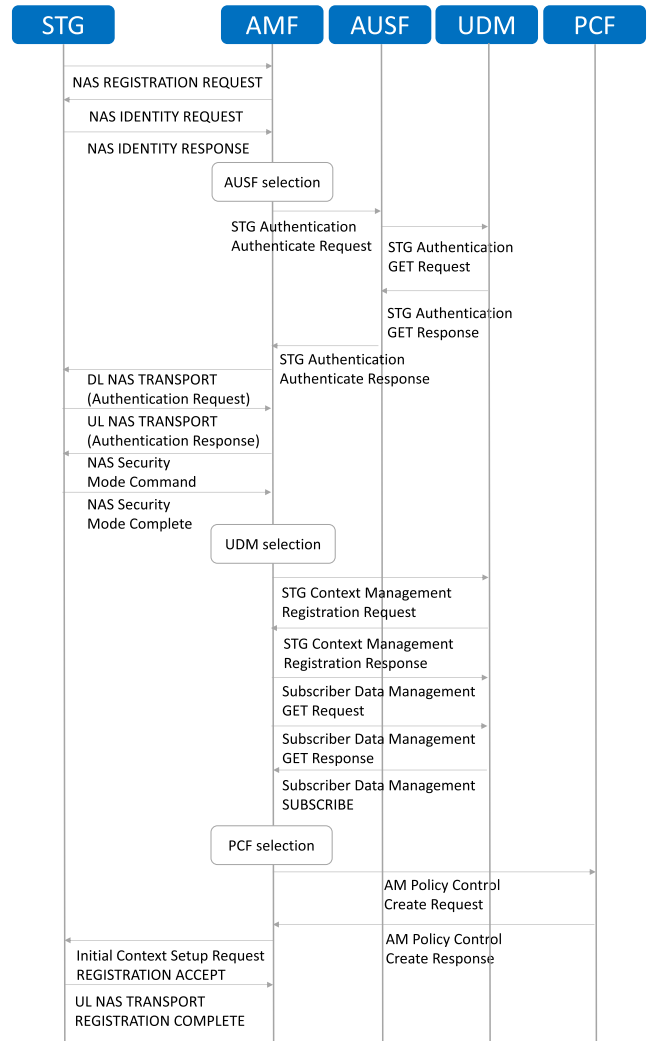 STG
AMF
AUSF
UDM
PCF
NAS REGISTRATION REQUEST
NAS IDENTITY REQUEST
NAS IDENTITY RESPONSE
AUSF selection
STG Authentication
Authenticate Request
STG Authentication
GET Request
STG Authentication
GET Response
STG Authentication
Authenticate Response
DL NAS TRANSPORT
(Authentication Request)
UL NAS TRANSPORT
(Authentication Response)
NAS Security
Mode Command
NAS Security
Mode Complete
UDM selection
STG Context Management
Registration Request
STG Context Management
Registration Response
Subscriber Data Management
GET Request
Subscriber Data Management
GET Response
Subscriber Data Management
SUBSCRIBE
PCF selection
AM Policy Control
Create Request
AM Policy Control
Create Response
Initial Context Setup Request
REGISTRATION ACCEPT
UL NAS TRANSPORT
REGISTRATION COMPLETE